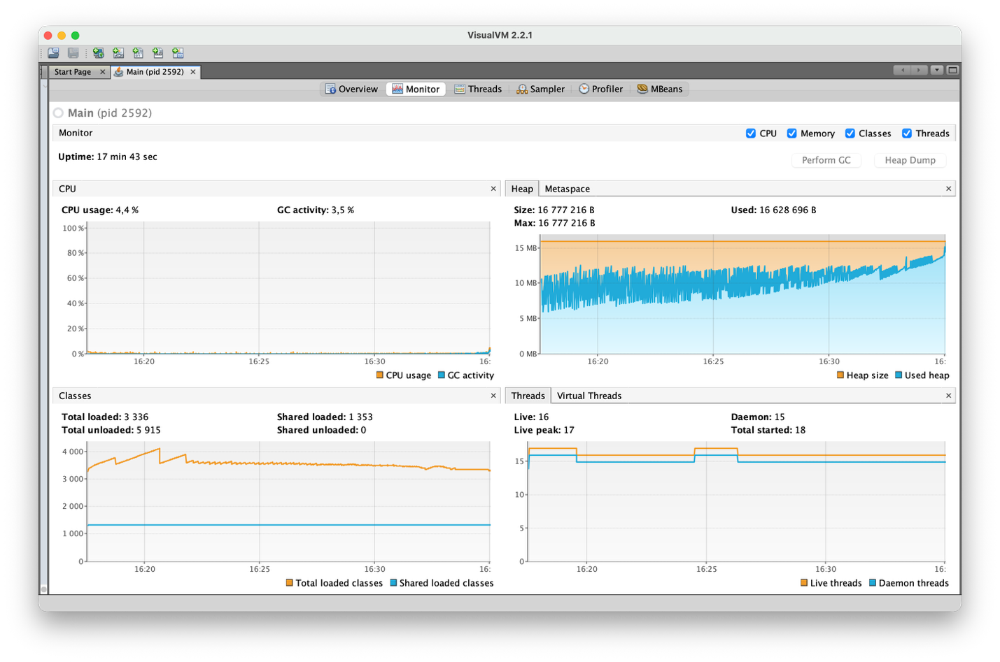 VisualVM 2.2.1
Start Page
Main (pid 2592)
Overview Monitor Threads Sampler Profiler MBeans
Main (pid 2592)
Monitor
CPU Memory Classes Threads
Uptime: 17 min 43 sec
Perform GC Heap Dump
CPU
CPU usage: 4,4 % GC activity: 3,5 %
100 %
80 %
60 %
40 %
20 %
0 %
16:20 16:25 16:30 16:
CPU usage GC activity
Heap Metaspace
Size: 16 777 216 B Used: 16 628 696 B
Max: 16 777 216 B
15 MB
10 MB
5 MB
0 MB
16:20 16:25 16:30 16:
Heap size Used heap
Classes
Total loaded: 3 336 Shared loaded: 1 353
Total unloaded: 5 915 Shared unloaded: 0
4 000
3 000
2 000
1 000
0
16:20 16:25 16:30 16:
Total loaded classes Shared loaded classes
Threads Virtual Threads
Live: 16 Daemon: 15
Live peak: 17 Total started: 18
15
10
5
0
16:20 16:25 16:30 16:
Live threads Daemon threads